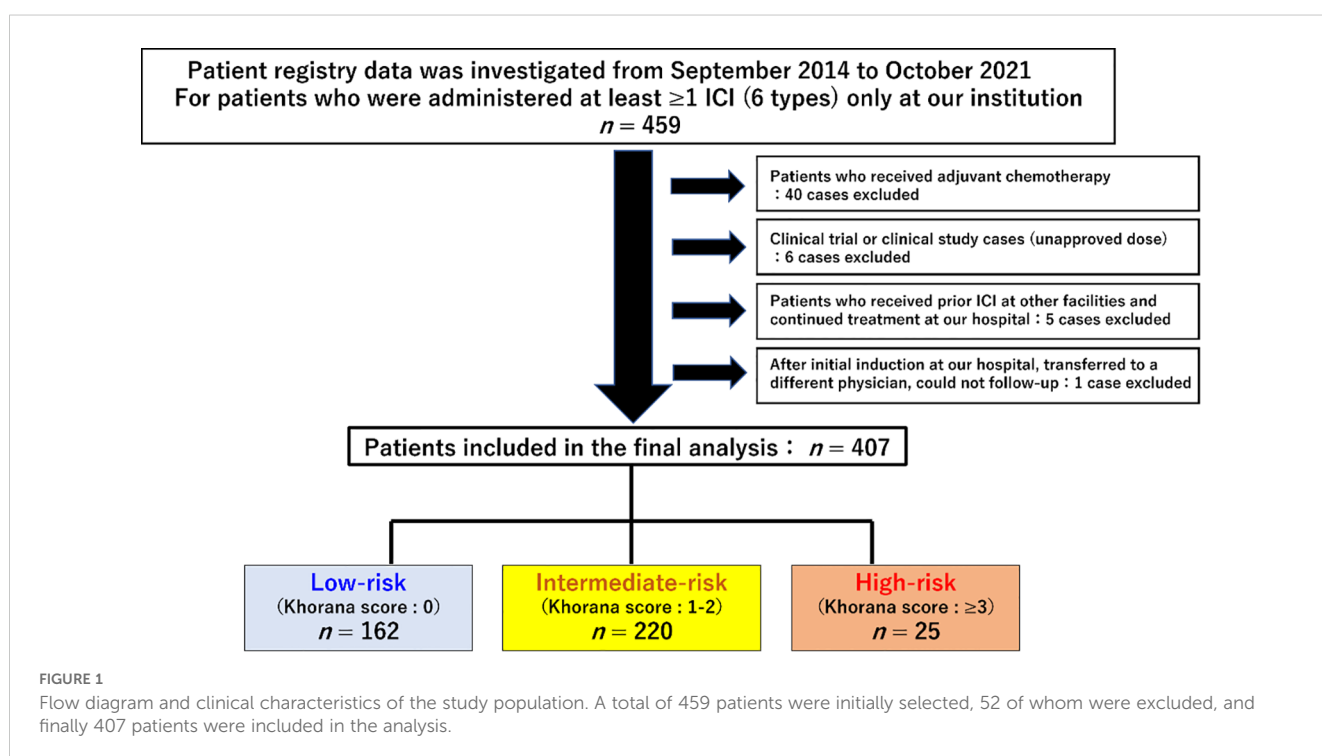 Patient registry data was investigated from September 2014 to October 2021
For patients who were administered at least ≥1 ICI (6 types) only at our institution
n = 459
Patients who received adjuvant chemotherapy
：40 cases excluded
Clinical trial or clinical study cases (unapproved dose)
：6 cases excluded
Patients who received prior ICI at other facilities and
continued treatment at our hospital：5 cases excluded
After initial induction at our hospital, transferred to a
different physician, could not follow-up：1 case excluded
Patients included in the final analysis： n = 407
Low-risk
（Khorana score : 0）
n = 162
Intermediate-risk
（Khorana score : 1-2）
n = 220
High-risk
（Khorana score : ≥3）
n = 25
FIGURE 1
Flow diagram and clinical characteristics of the study population. A total of 459 patients were initially selected, 52 of whom were excluded, and
finally 407 patients were included in the analysis.